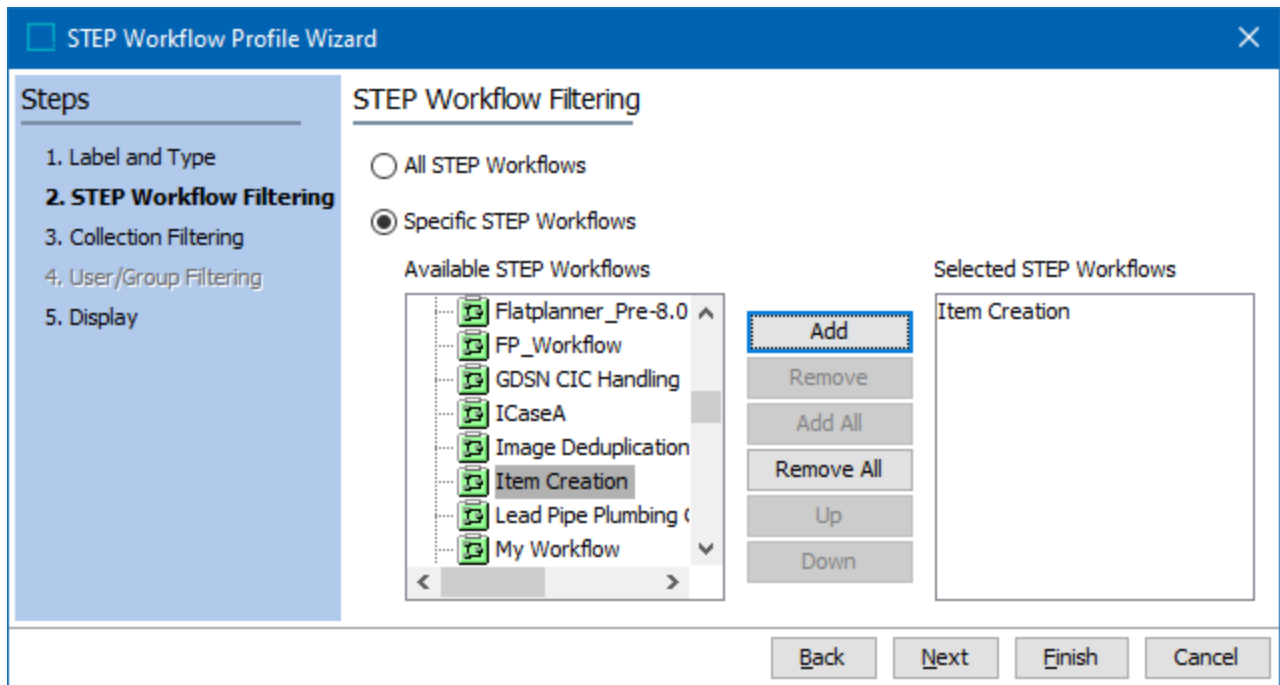 STEP Workflow Profile Wizard
Steps
1. Label and Type
2. STEP Workflow Filtering
3. Collection Filtering
4. User/Group Filtering
5. Display
STEP Workflow Filtering
All STEP Workflows
Specific STEP Workflows
Available STEP Workflows
Flatplanner_Pre-8.0
FP_Workflow
GDSN CIC Handling
ICaseA
Image Deduplication
Item Creation
Lead Pipe Plumbing
My Workflow
Add
Remove
Add All
Remove All
Up
Down
Selected STEP Workflows
Item Creation
Back
Next
Finish
Cancel